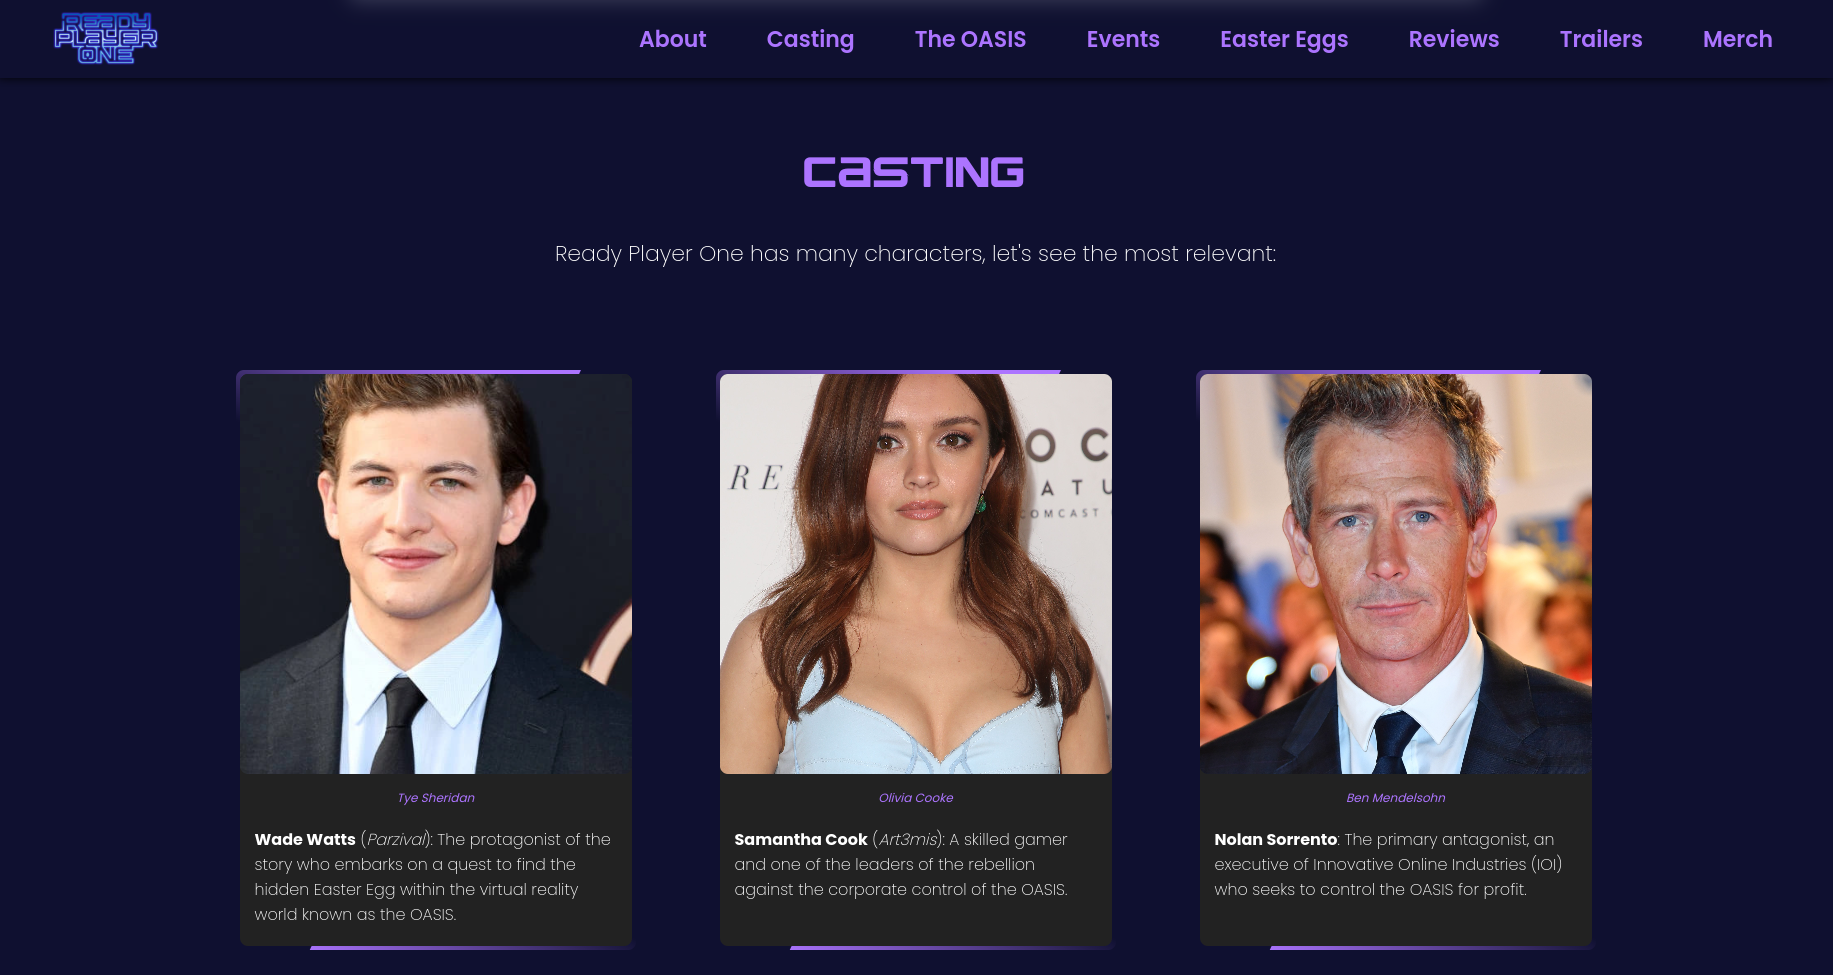 READY
PLAYER
ONE
About Casting The OASIS Events Easter Eggs Reviews Trailers Merch
CaSTING
Ready Player One has many characters, let's see the most relevant:
RE
O C
ATU
COMCAST
Tye Sheridan
Wade Watts (Parzival): The protagonist of the
story who embarks on a quest to find the
hidden Easter Egg within the virtual reality
world known as the OASIS.
Olivia Cooke
Samantha Cook (Art3mis): A skilled gamer
and one of the leaders of the rebellion
against the corporate control of the OASIS.
Ben Mendelsohn
Nolan Sorrento: The primary antagonist, an
executive of Innovative Online Industries (IOI)
who seeks to control the OASIS for profit.